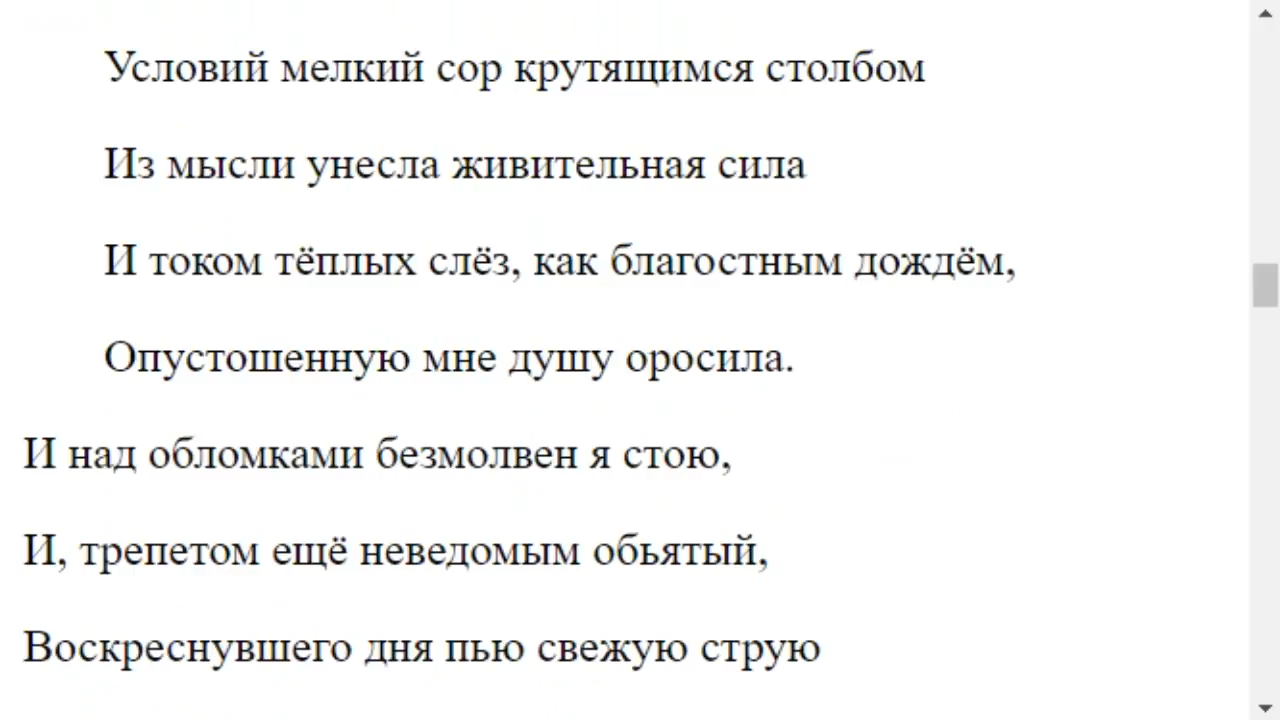 Условий мелкий сор крутящимся столбом
Из мысли унесла живительная сила
И током тёплых слёз, как благостным дождём,
Опустошенную мне душу оросила.
И над обломками безмолвен я стою,
И, трепетом ещё неведомым обьятый,
Воскреснувшего дня пью свежую струю